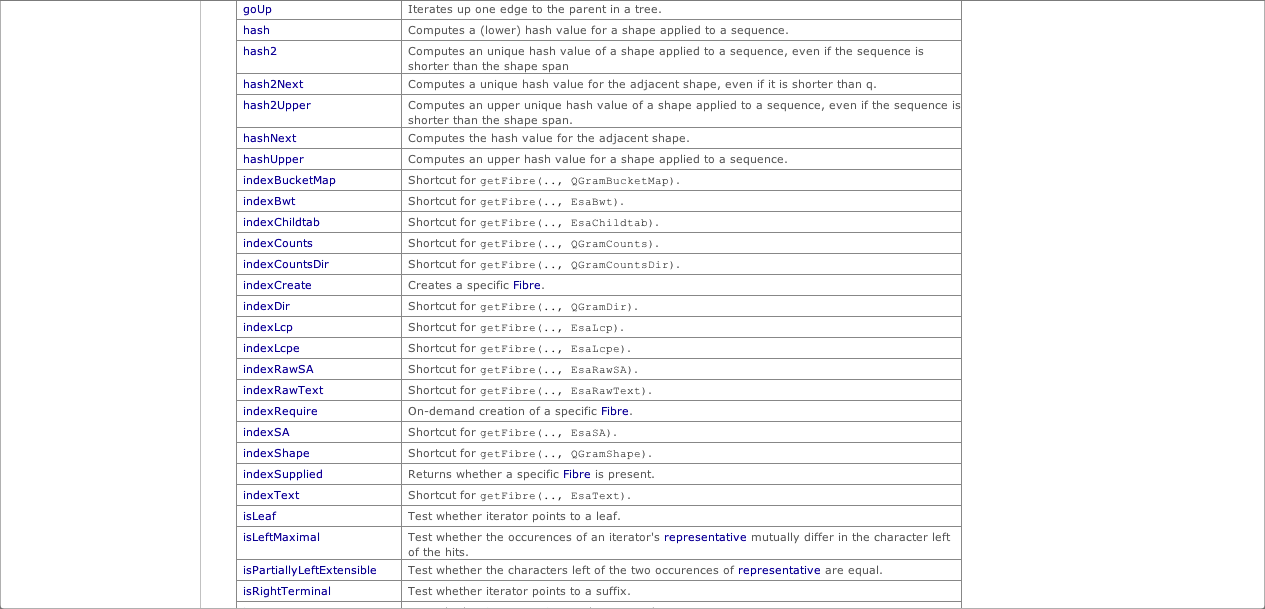 goUp Iterates up one edge to the parent in a tree.
hash Computes a (lower) hash value for a shape applied to a sequence.
hash2 Computes an unique hash value of a shape applied to a sequence, even if the sequence is
shorter than the shape span
hash2Next Computes a unique hash value for the adjacent shape, even if it is shorter than q.
hash2Upper Computes an upper unique hash value of a shape applied to a sequence, even if the sequence is
shorter than the shape span.
hashNext Computes the hash value for the adjacent shape.
hashUpper Computes an upper hash value for a shape applied to a sequence.
indexBucketMap Shortcut for getFibre(.., QGramBucketMap).
indexBwt Shortcut for getFibre(.., EsaBwt).
indexChildtab Shortcut for getFibre(.., EsaChildtab).
indexCounts Shortcut for getFibre(.., QGramCounts).
indexCountsDir Shortcut for getFibre(.., QGramCountsDir).
indexCreate Creates a specific Fibre.
indexDir Shortcut for getFibre(.., QGramDir).
indexLcp Shortcut for getFibre(.., EsaLcp).
indexLcpe Shortcut for getFibre(.., EsaLcpe).
indexRawSA Shortcut for getFibre(.., EsaRawSA).
indexRawText Shortcut for getFibre(.., EsaRawText).
indexRequire On-demand creation of a specific Fibre.
indexSA Shortcut for getFibre(.., EsaSA).
indexShape Shortcut for getFibre(.., QGramShape).
indexSupplied Returns whether a specific Fibre is present.
indexText Shortcut for getFibre(.., EsaText).
isLeaf Test whether iterator points to a leaf.
isLeftMaximal Test whether the occurences of an iterator's representative mutually differ in the character left
of the hits.
isPartiallyLeftExtensible Test whether the characters left of the two occurences of representative are equal.
isRightTerminal Test whether iterator points to a suffix.